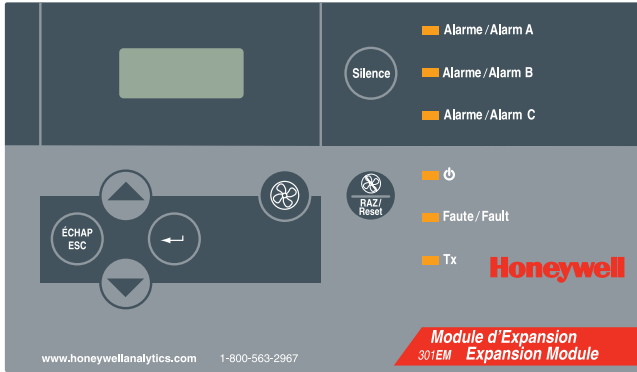 Alarme/Alarm A
Silence
Alarme/Alarm B
Alarme/Alarm C
RAZ/
Reset
Faute/Fault
ÉCHAP
ESC
Tx
Honeywell
Module d'Expansion
301EM Expansion Module
www.honeywellanalytics.com 1-800-563-2967